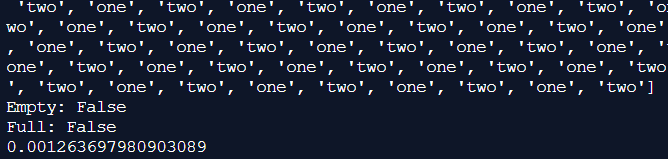 'two', 'one', 'two', 'one', 'two', 'one', 'two', 'one', 'two', 'o
wo', 'one', 'two', 'one', 'two', 'one', 'two', 'one', 'two', 'one'
, 'one', 'two', 'one', 'two', 'one', 'two', 'one', 'two', 'one', '
one', 'two', 'one', 'two', 'one', 'two', 'one', 'two', 'one', 'two
', 'two', 'one', 'two', 'one', 'two', 'one', 'two', 'one', 'two']
Empty: False
Full: False
0.001263697980903089